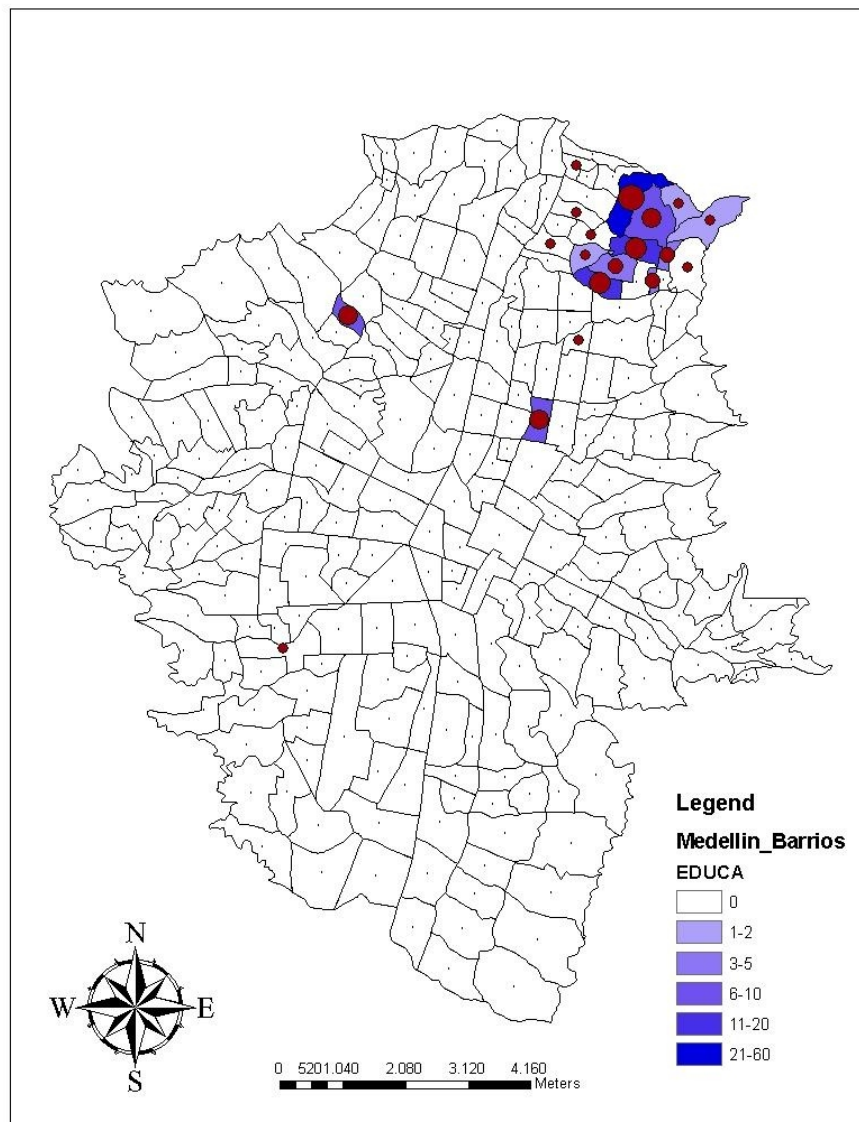 Legend
Medellin_Barrios
EDUCA
0
1-2
3-5
6-10
11-20
21-60
N
W E
S
0 5201.040 2.080 3.120 4.160
Meters